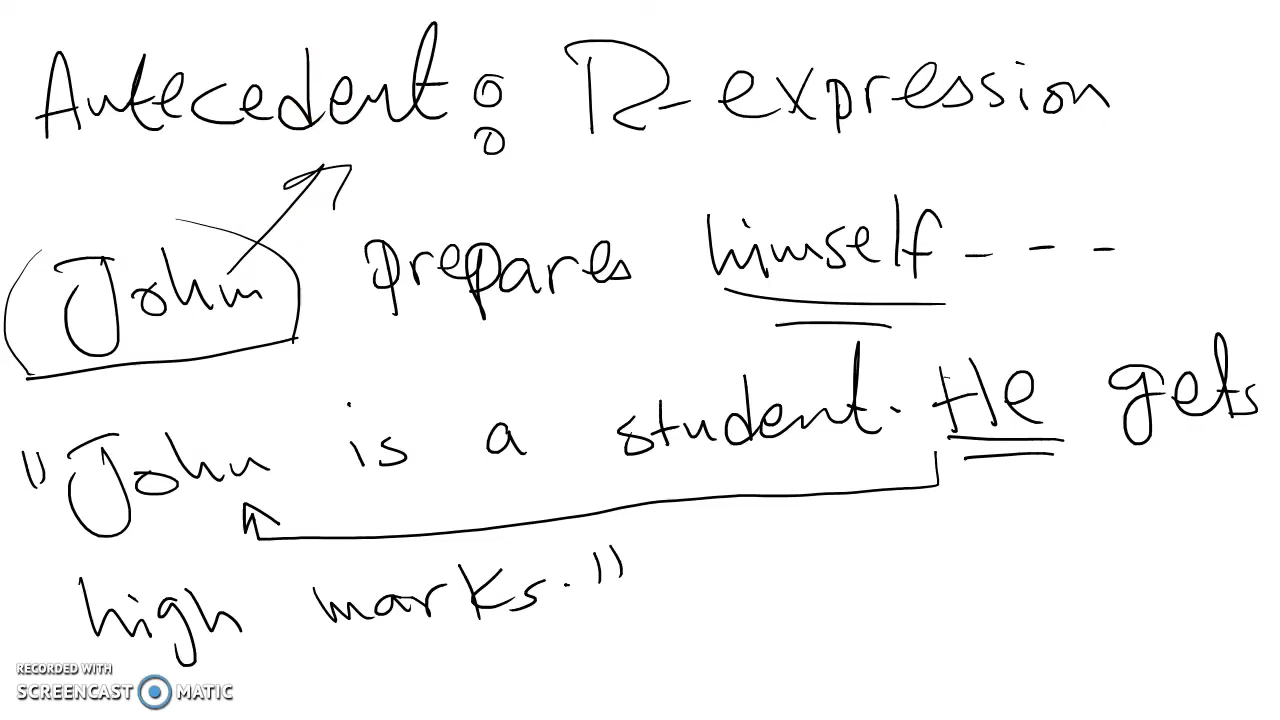 Antecedent: R-expression
John prepares himself - - - -
"John is a student. He gets
high marks."
RECORDED WITH
SCREENCAST MATIC